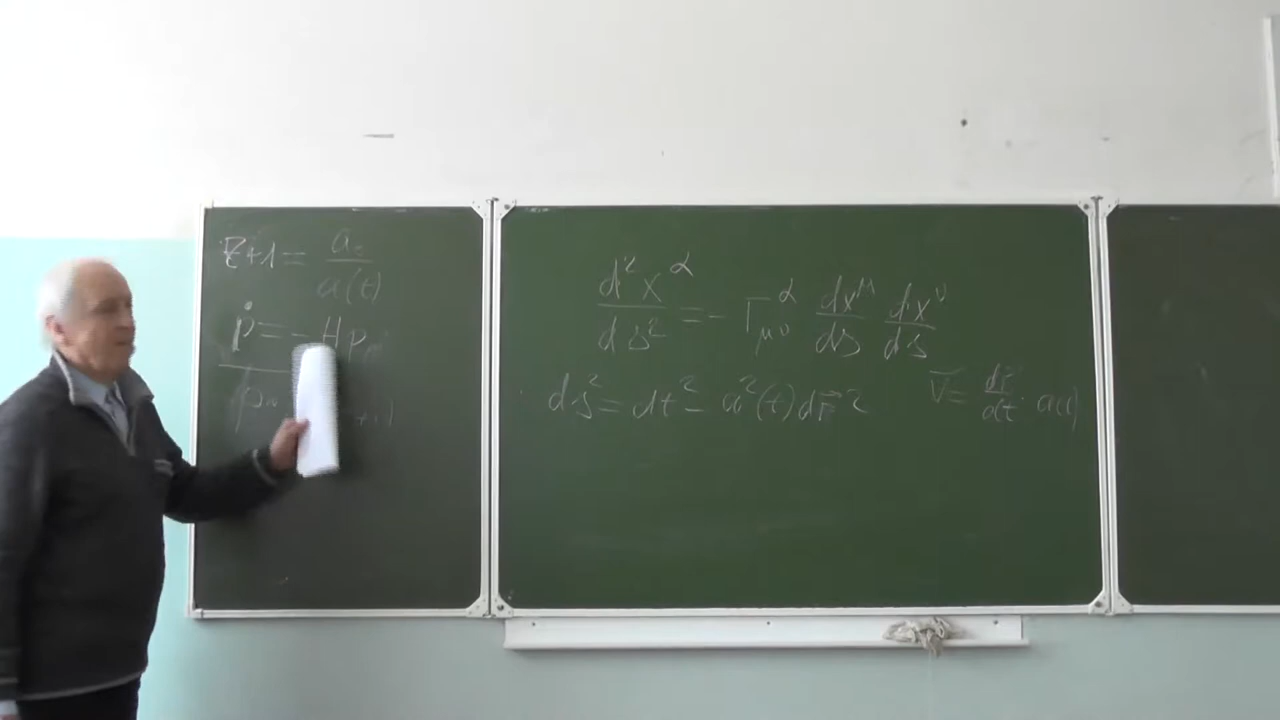 z+1 = a₀/a(t)
ṗ = -Hp
d²x^α/ds² = -Γ^α_μν dx^μ/ds dx^ν/ds
ds² = dt² - a²(t)dr⃗²
v̄ = dr̄/dt · a(t)